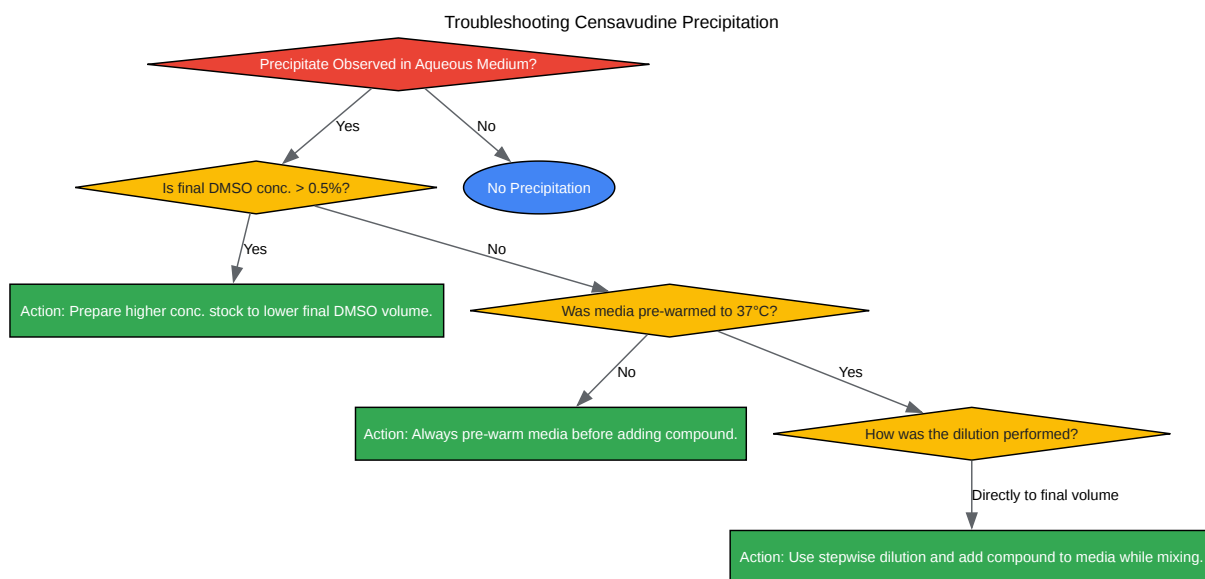 Troubleshooting Censavudine Precipitation
Precipitate Observed in Aqueous Medium?
Yes
No
Is final DMSO conc. > 0.5%?
No Precipitation
Yes
No
Action: Prepare higher conc. stock to lower final DMSO volume.
Was media pre-warmed to 37°C?
No
Yes
Action: Always pre-warm media before adding compound.
How was the dilution performed?
Directly to final volume
Action: Use stepwise dilution and add compound to media while mixing.